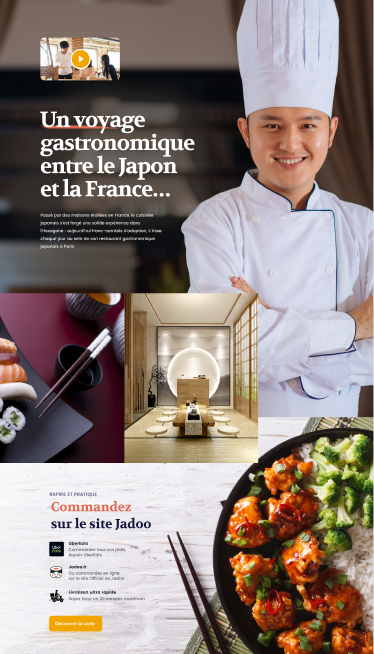 Un voyage
gastronomique
entre le Japon
et la France...
Passé par des maisons étoilées en France, le cuisinier
japonais s'est forgé une solide expérience dans
l'Hexagone : aujourd'hui franc-comtois d'adoption, il tisse
chaque jour au sein de son restaurant gastronomique
japonais à Paris
RAPIDE ET PRATIQUE
Commandez
sur le site Jadoo
UberEats
Commandez tous vos plats
depuis UberEats
Jadoo.fr
Ou commandez en ligne
sur le site Officiel de Jadoo
Livraison ultra rapide
Soyez livrer en 20 minutes maximum
Découvrir la carte